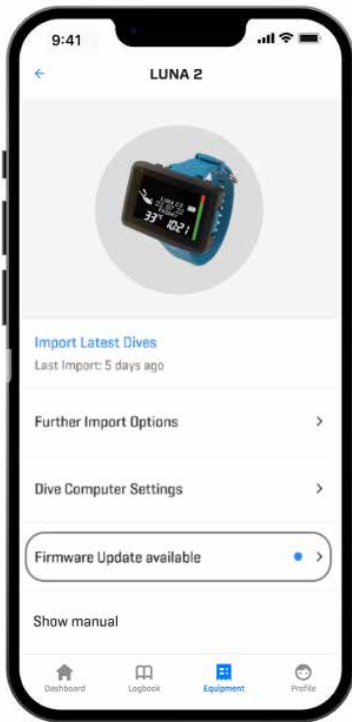 9:41
LUNA 2
33°C 10:21
Import Latest Dives
Last Import: 5 days ago
Further Import Options
Dive Computer Settings
Firmware Update available
Show manual
Dashboard Logbook Equipment Profile